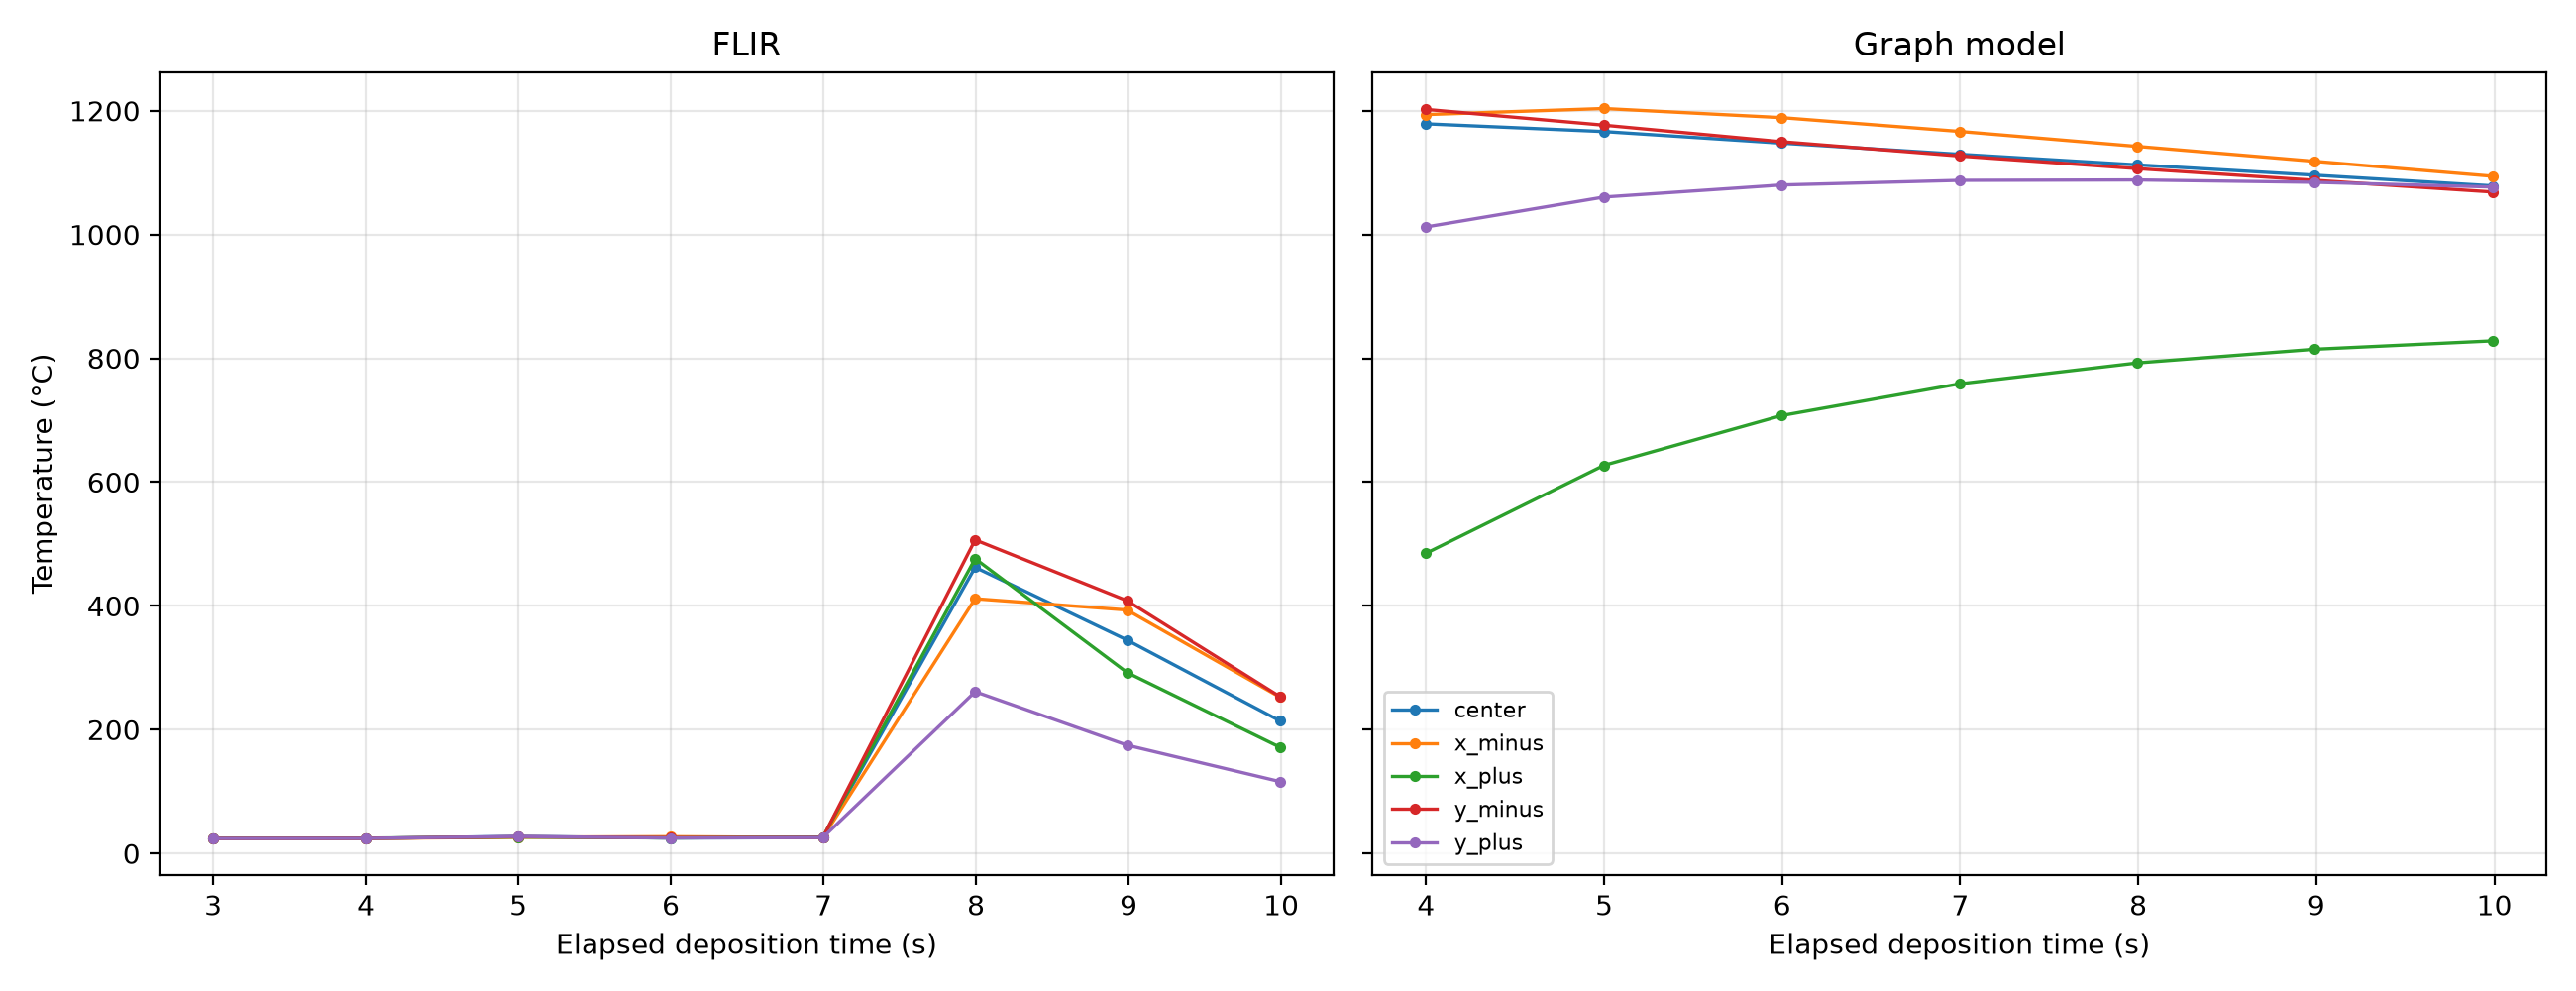 FLIR
Graph model
Temperature (°C)
1200
1000
800
600
400
200
0
3 4 5 6 7 8 9 10
Elapsed deposition time (s)
center
x_minus
x_plus
y_minus
y_plus
4 5 6 7 8 9 10
Elapsed deposition time (s)